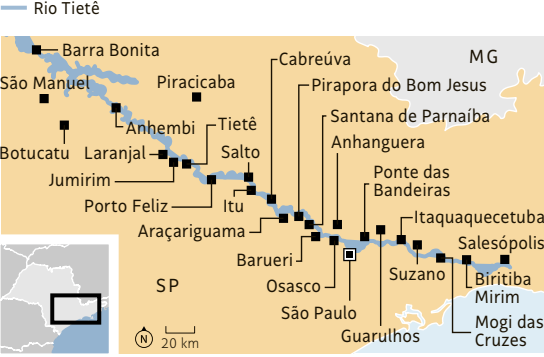 Rio Tietê
Barra Bonita
Cabreúva
MG
São Manuel
Piracicaba
Pirapora do Bom Jesus
Santana de Parnaíba
Anhembi
Tietê
Anhanguera
Botucatu
Laranjal
Salto
Ponte das
Bandeiras
Jumirim
Porto Feliz
Itu
Itaquaquecetuba
Araçariguama
Salesópolis
Barueri
Suzano
Biritiba
Mirim
SP
Osasco
São Paulo
Guarulhos
Mogi das
Cruzes
N
20 km